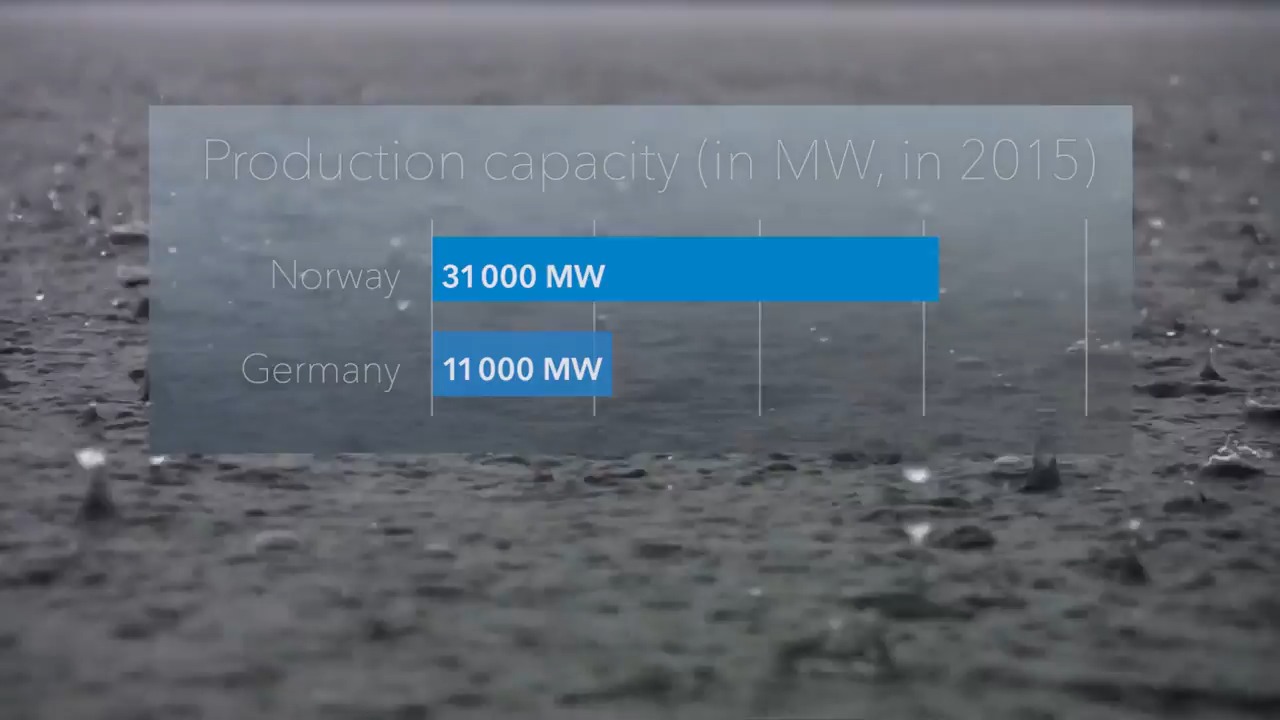 Production capacity (in MW, in 2015)
Norway 31 000 MW
Germany 11 000 MW